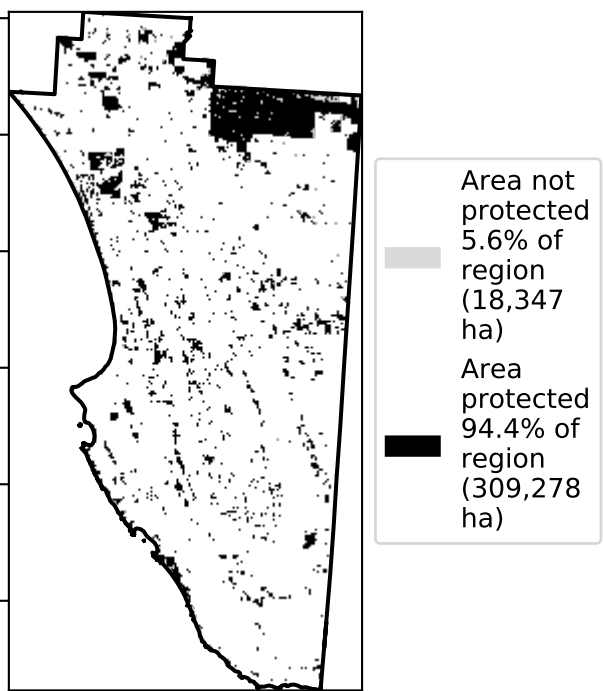 Area not
protected
5.6% of
region
(18,347
ha)
Area
protected
94.4% of
region
(309,278
ha)